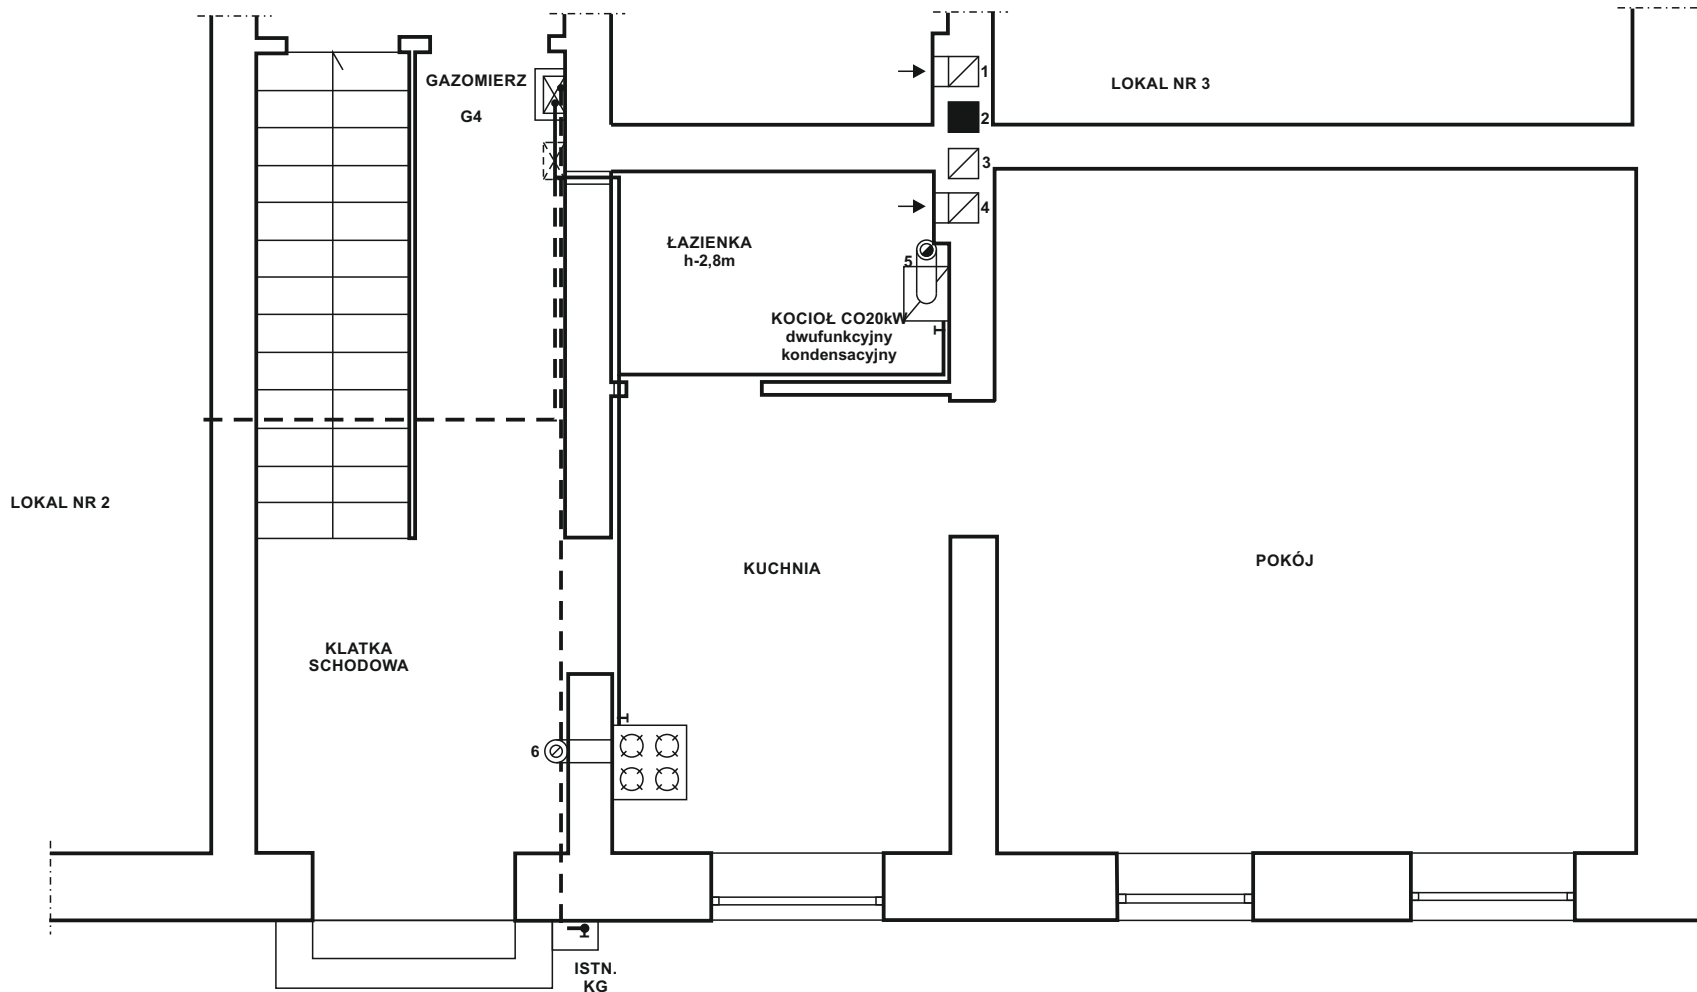 GAZOMIERZ
G4
1
2
3
4
LOKAL NR 3
ŁAZIENKA
h-2,8m
5
KOCIOŁ CO20kW
dwufunkcyjny
kondensacyjny
LOKAL NR 2
KUCHNIA
POKÓJ
KLATKA
SCHODOWA
6
ISTN.
KG